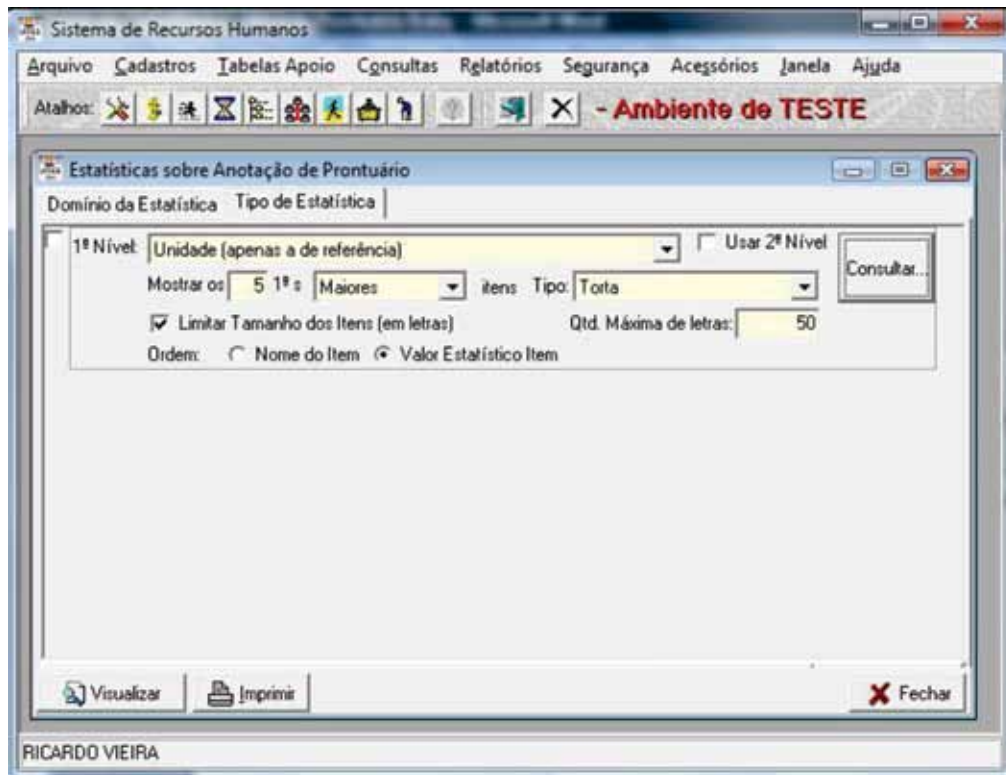 Sistema de Recursos Humanos
Arquivo Cadastros Tabelas Apoio Consultas Relatórios Segurança Acessórios Janela Ajuda
Atalhos: - Ambiente de TESTE
Estatísticas sobre Anotação de Prontuário
Domínio da Estatística Tipo de Estatística
1º Nível: Unidade (apenas a de referência) Usar 2º Nível Consultar...
Mostrar os 5 1º s Maiores itens Tipo: Torta
Limitar Tamanho dos Itens (em letras) Qtd. Máxima de letras: 50
Ordem: Nome do Item Valor Estatístico Item
Visualizar Imprimir Fechar
RICARDO VIEIRA